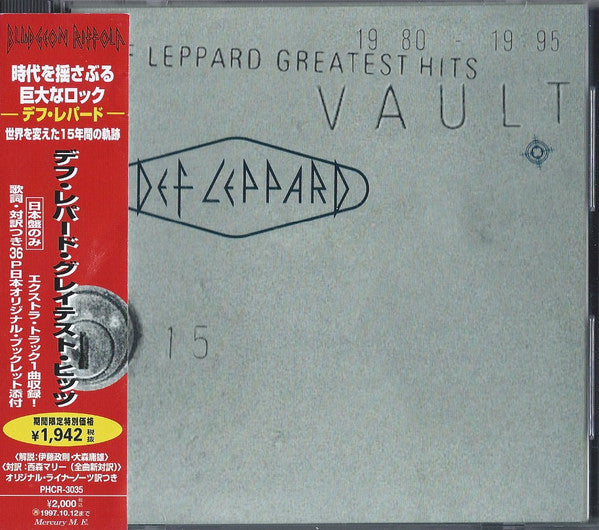 BLUDGEON RIFFOLA
時代を揺さぶる
巨大なロック
―デフ・レパード―
世界を変えた15年間の軌跡
デフ・レパード・グレイテスト・ヒッツ
日本盤のみ
エクストラ・トラック1曲収録!
歌詞・対訳つき36P日本オリジナル・ブックレット添付
期間限定特別価格
¥1,942 税抜
〈解説:伊藤政則・大森庸雄〉
〈対訳:西森マリー(全曲新対訳)〉
オリジナル・ライナーノーツ訳つき
PHCR-3035
¥2,000 税込
1997.10.12まで
Mercury M. E.
19 80 19 95
F LEPPARD GREATEST HITS
VAULT
DEF LEPPARD
15